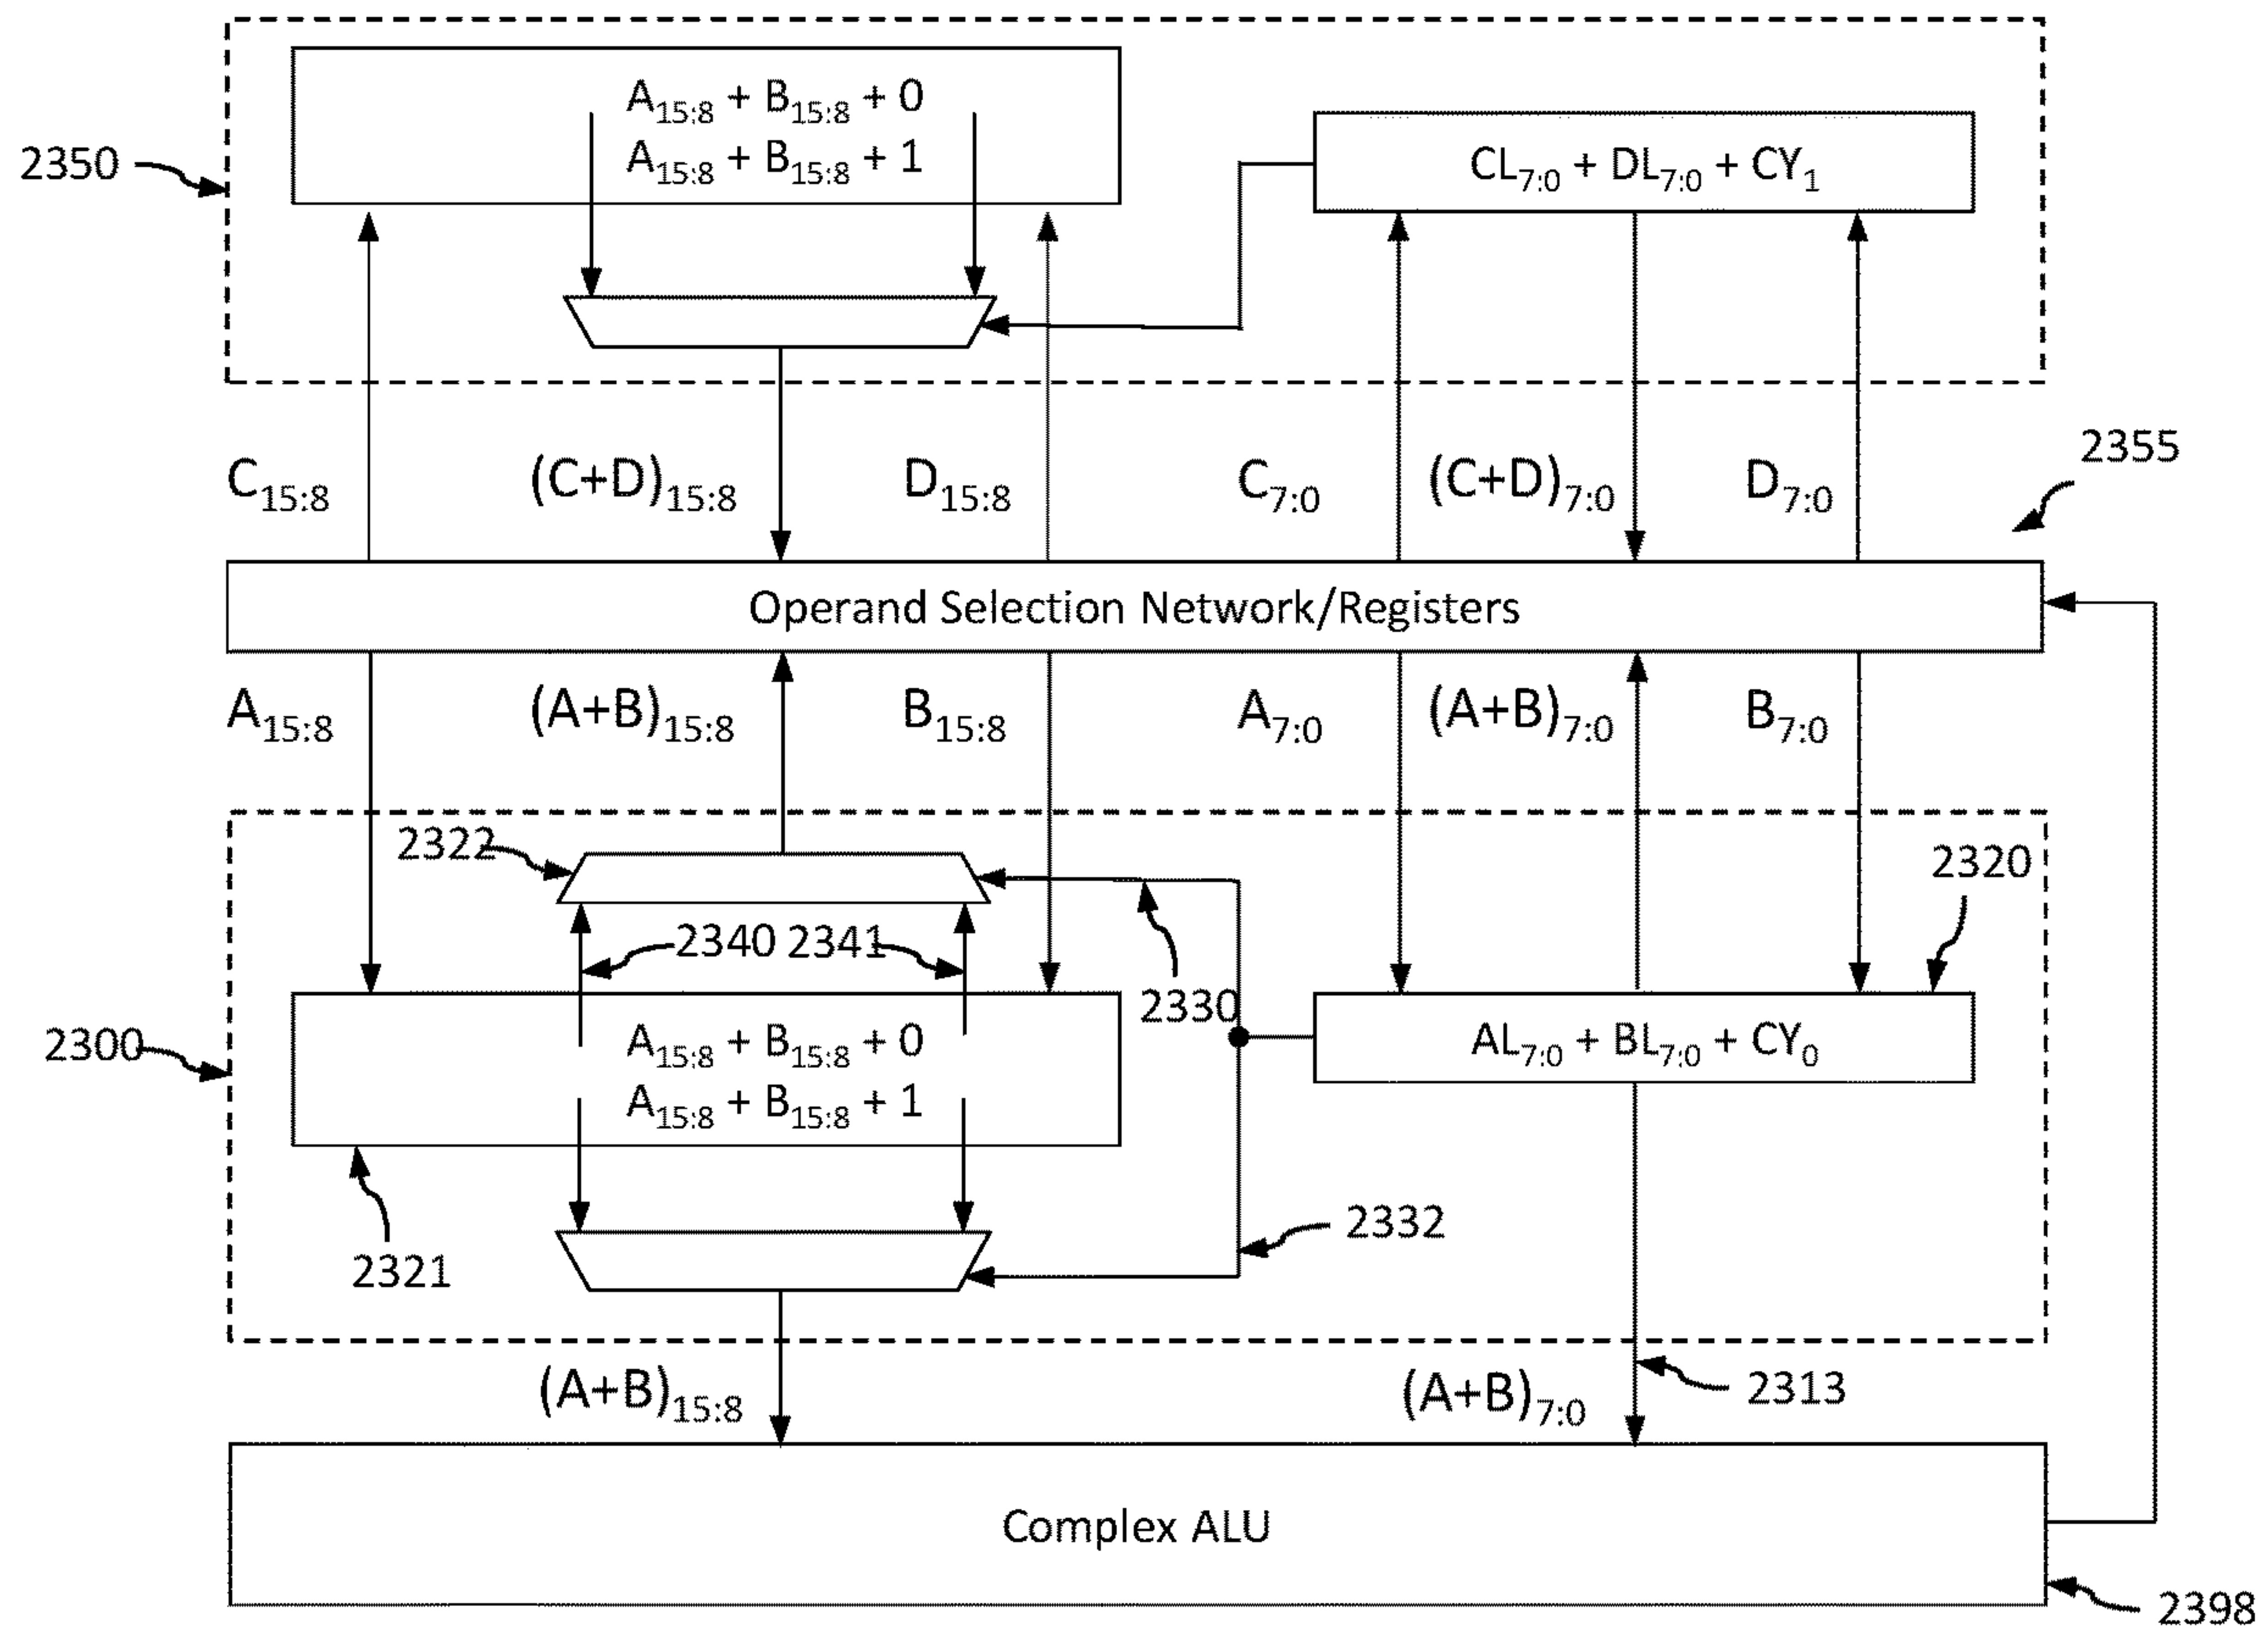 A15:8 + B15:8 + 0
A15:8 + B15:8 + 1
CL7:0 + DL7:0 + CY1
2350
2355
C15:8 (C+D)15:8 D15:8 C7:0 (C+D)7:0 D7:0
Operand Selection Network/Registers
A15:8 (A+B)15:8 B15:8 A7:0 (A+B)7:0 B7:0
2322
2320
2340 2341
2330
2300
A15:8 + B15:8 + 0
A15:8 + B15:8 + 1
AL7:0 + BL7:0 + CY0
2332
2321
(A+B)15:8 (A+B)7:0 2313
Complex ALU
2398